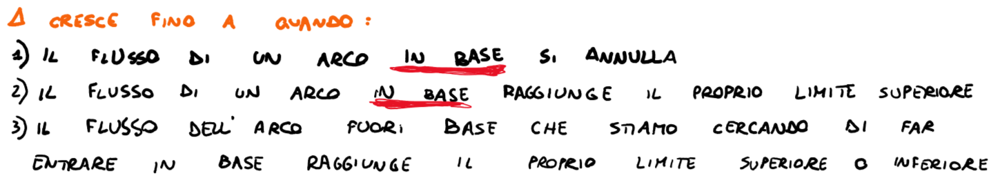 Δ CRESCE FINO A QUANDO:
1) IL FLUSSO DI UN ARCO IN BASE SI ANNULLA
2) IL FLUSSO DI UN ARCO IN BASE RAGGIUNGE IL PROPRIO LIMITE SUPERIORE
3) IL FLUSSO DELL'ARCO FUORI BASE CHE STIAMO CERCANDO DI FAR
ENTRARE IN BASE RAGGIUNGE IL PROPRIO LIMITE SUPERIORE O INFERIORE